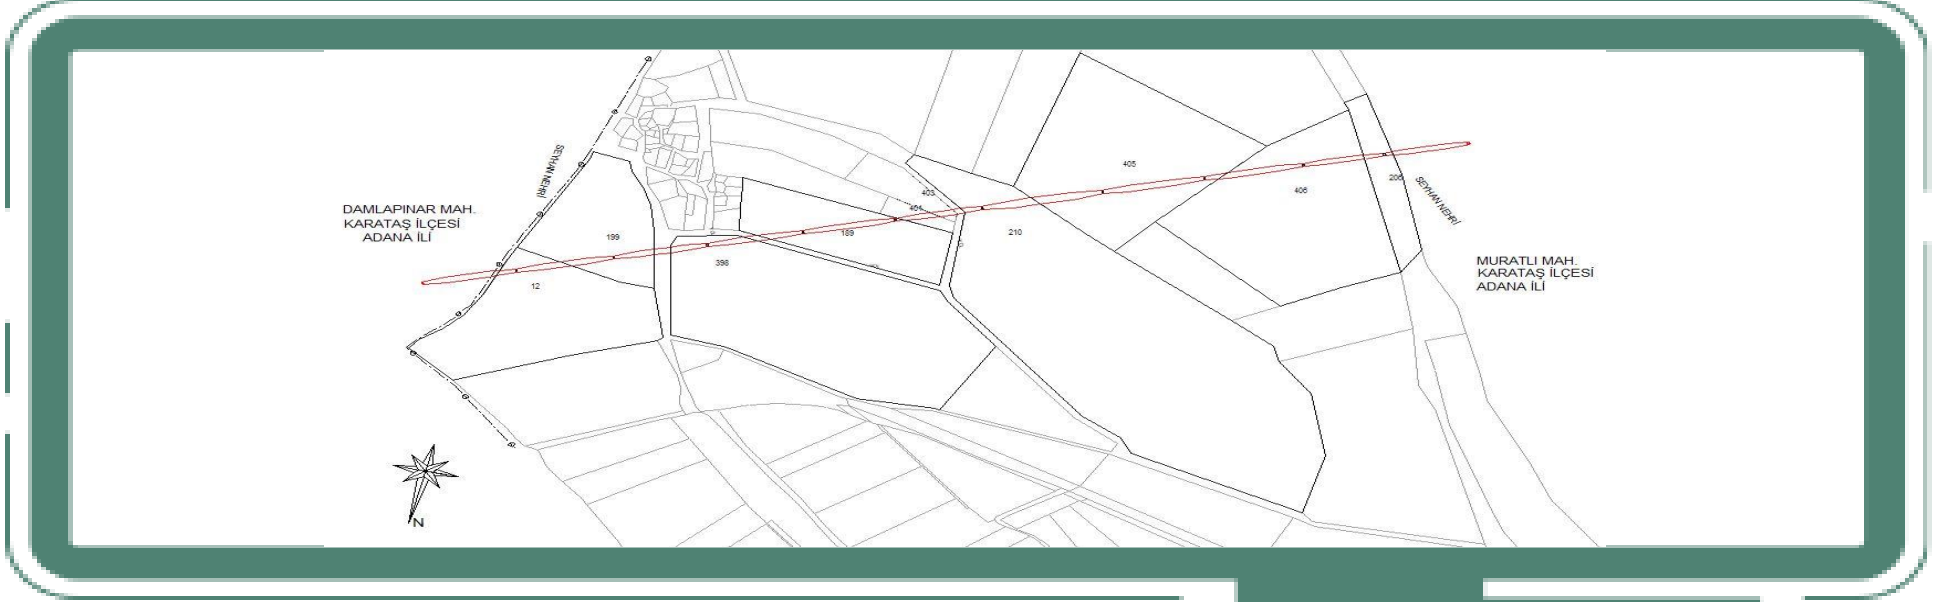 SEYHAN NEHRİ
DAMLAPINAR MAH.
KARATAŞ İLÇESİ
ADANA İLİ
199
12
398
189
403
404
210
405
406
206
SEYHAN NEHRİ
MURATLI MAH.
KARATAŞ İLÇESİ
ADANA İLİ
N